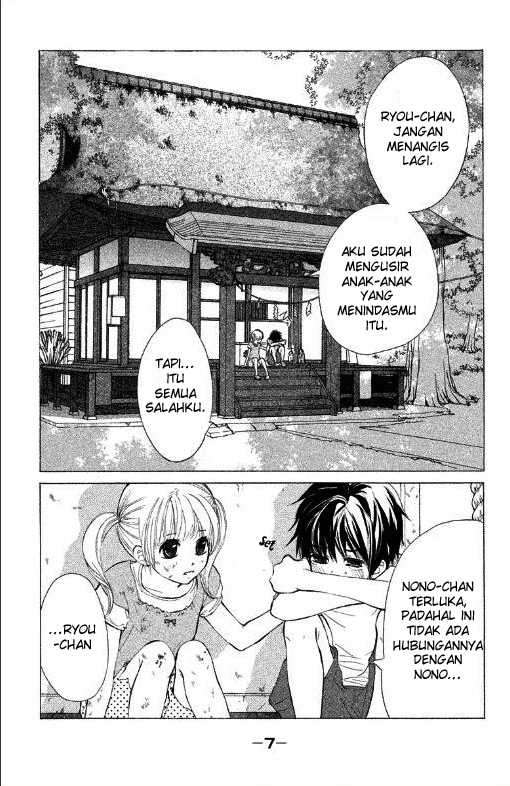 RYOU-CHAN,
JANGAN
MENANGIS
LAGI.
AKU SUDAH
MENGUSIR
ANAK-ANAK
YANG
MENINDASMU
ITU.
TAPI...
ITU
SEMUA
SALAHKU.
NONO-CHAN
TERLUKA,
PADAHAL INI
TIDAK ADA
HUBUNGANNYA
DENGAN
NONO...
...RYOU
-CHAN
-7-